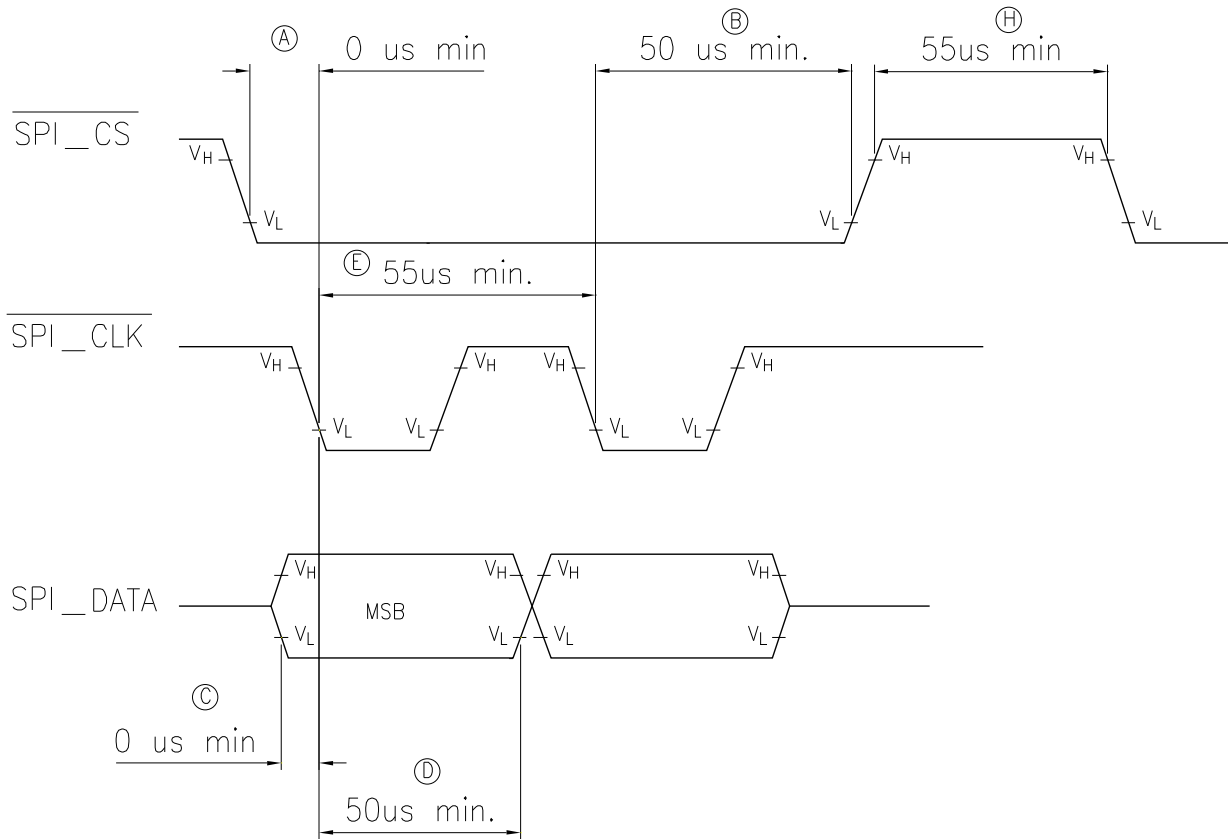 Ⓐ Ⓑ Ⓗ
0 us min 50 us min. 55us min
SPI_CS
VH VH VH
VL VL VL
Ⓔ 55us min.
SPI_CLK
VH VH VH VH
VL VL VL VL
SPI_DATA
VH VH VH VH
MSB
VL VL VL VL
Ⓒ
0 us min
Ⓓ
50us min.